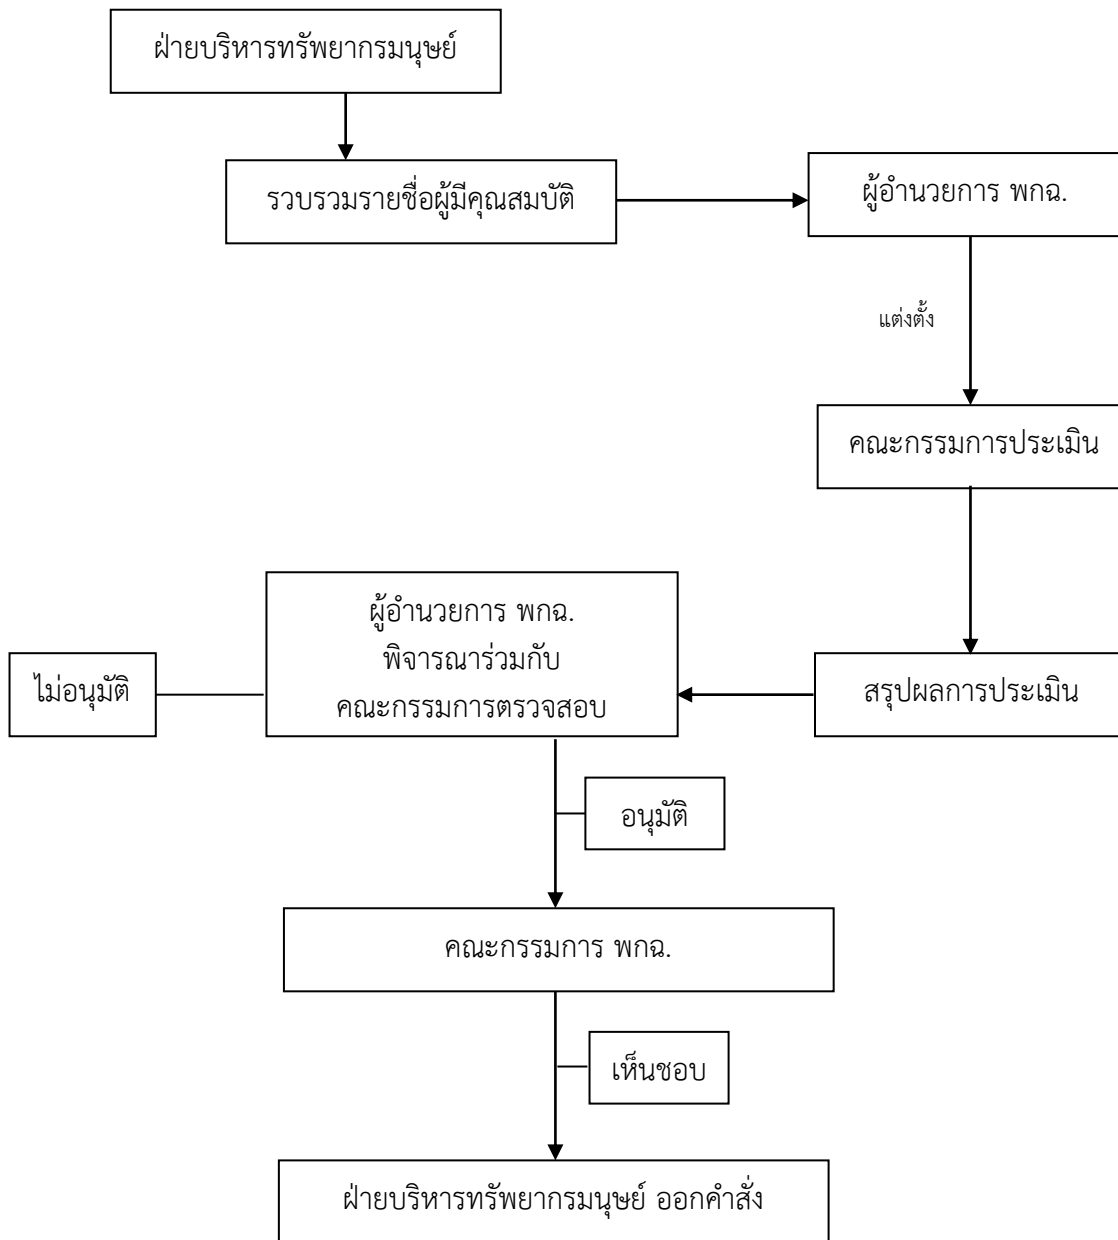 ฝ่ายบริหารทรัพยากรมนุษย์
รวบรวมรายชื่อผู้มีคุณสมบัติ
ผู้อำนวยการ พกฉ.
แต่งตั้ง
คณะกรรมการประเมิน
สรุปผลการประเมิน
ผู้อำนวยการ พกฉ.
พิจารณาร่วมกับ
คณะกรรมการตรวจสอบ
ไม่อนุมัติ
อนุมัติ
คณะกรรมการ พกฉ.
เห็นชอบ
ฝ่ายบริหารทรัพยากรมนุษย์ ออกคำสั่ง